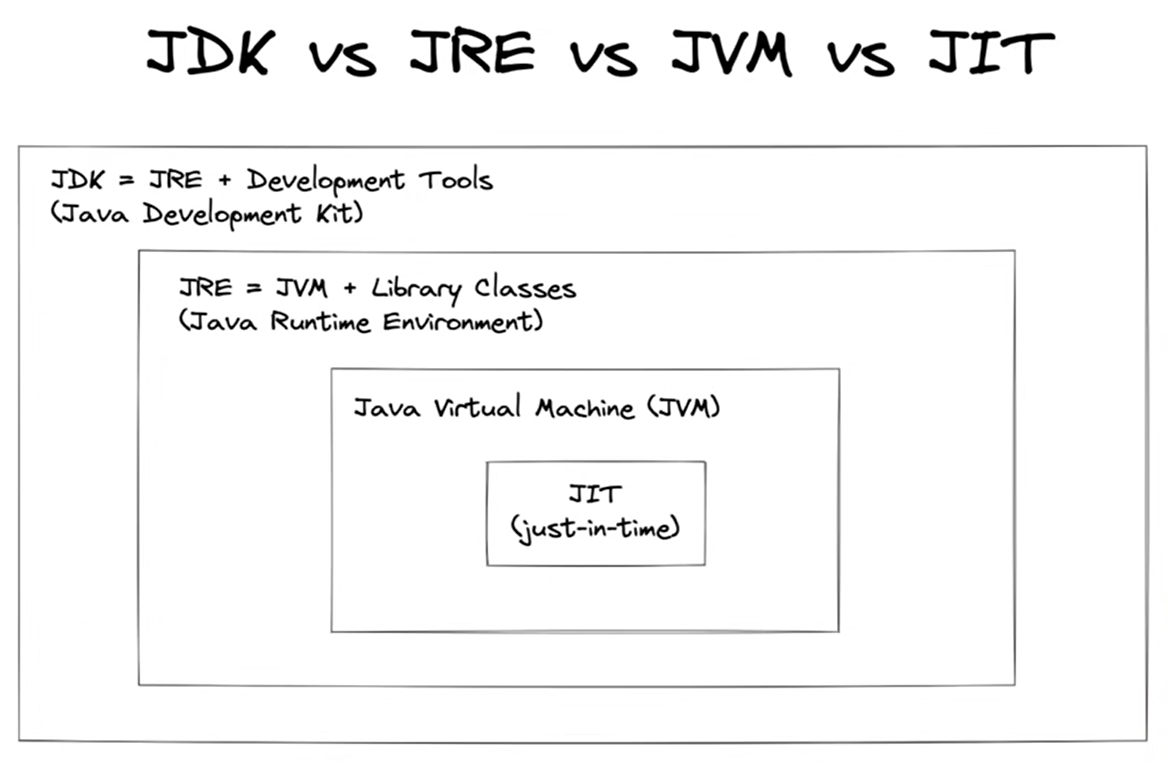 JDK vs JRE vs JVM vs JIT
JDK = JRE + Development Tools
(Java Development Kit)
JRE = JVM + Library Classes
(Java Runtime Environment)
Java Virtual Machine (JVM)
JIT
(just-in-time)